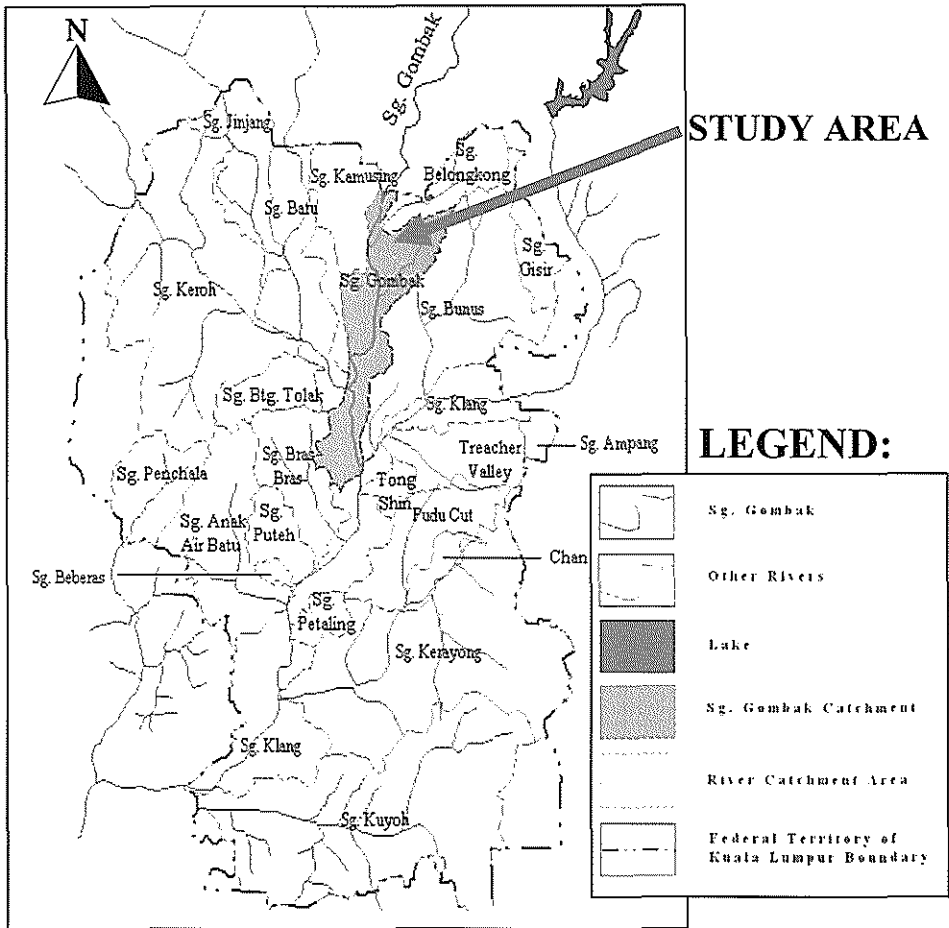 N
Sg. Gombak
STUDY AREA
Sg. Jinjang
Sg. Kamusing
Sg.
Belongkong
Sg. Batu
Sg.
Gisir
Sg. Keroh
Sg. Gombak
Sg. Bunus
Sg. Btg. Tolak
Sg. Klang
Sg. Ampang
Treacher
Valley
Sg. Penchala
Sg. Bras
Bras
Tong
Shin
Pudu Cut
Sg. Anak
Air Batu
Sg.
Puteh
Chan
Sg. Beberas
Sg.
Petaling
Sg. Kerayong
Sg. Klang
Sg. Kuyoh
LEGEND:
Sg. Gombak
Other Rivers
Lake
Sg. Gombak Catchment
River Catchment Area
Federal Territory of
Kuala Lumpur Boundary